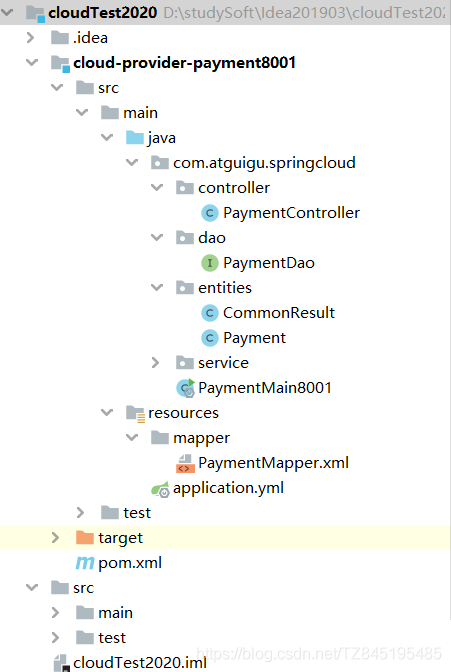 cloudTest2020 D:\studySoft\Idea201903\cloudTest202
.idea
cloud-provider-payment8001
src
main
java
com.atguigu.springcloud
controller
C PaymentController
dao
I PaymentDao
entities
C CommonResult
C Payment
service
PaymentMain8001
resources
mapper
PaymentMapper.xml
application.yml
test
target
m pom.xml
src
main
test
https://blog.csdn.net/TZ845195485
cloudTest2020.iml